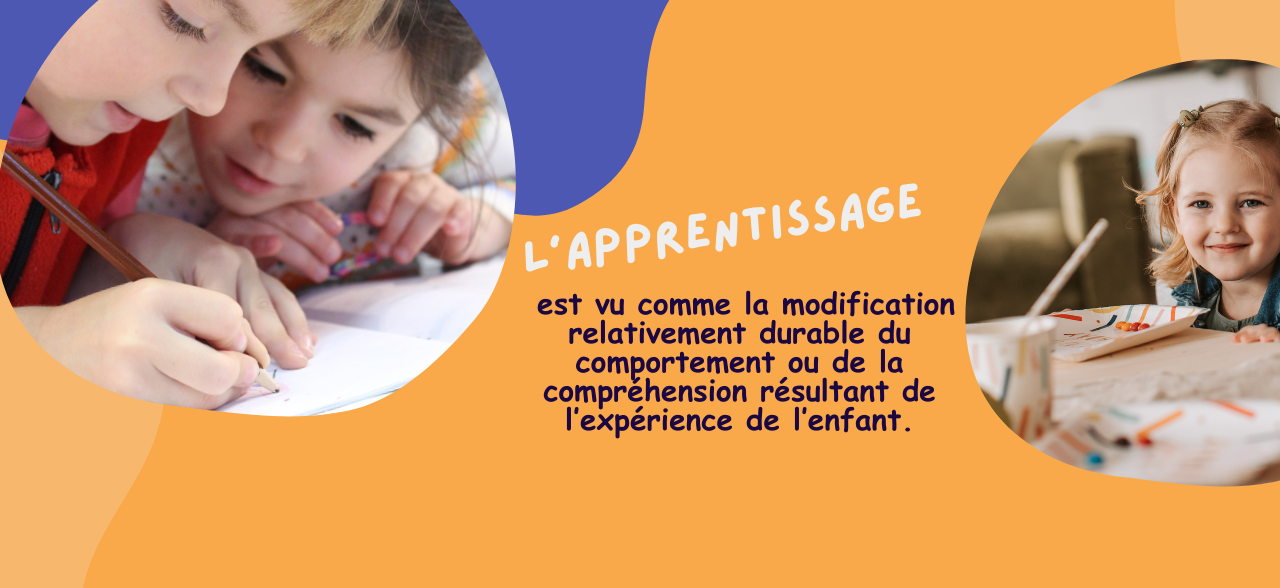 L'APPRENTISSAGE
est vu comme la modification
relativement durable du
comportement ou de la
compréhension résultant de
l'expérience de l'enfant.